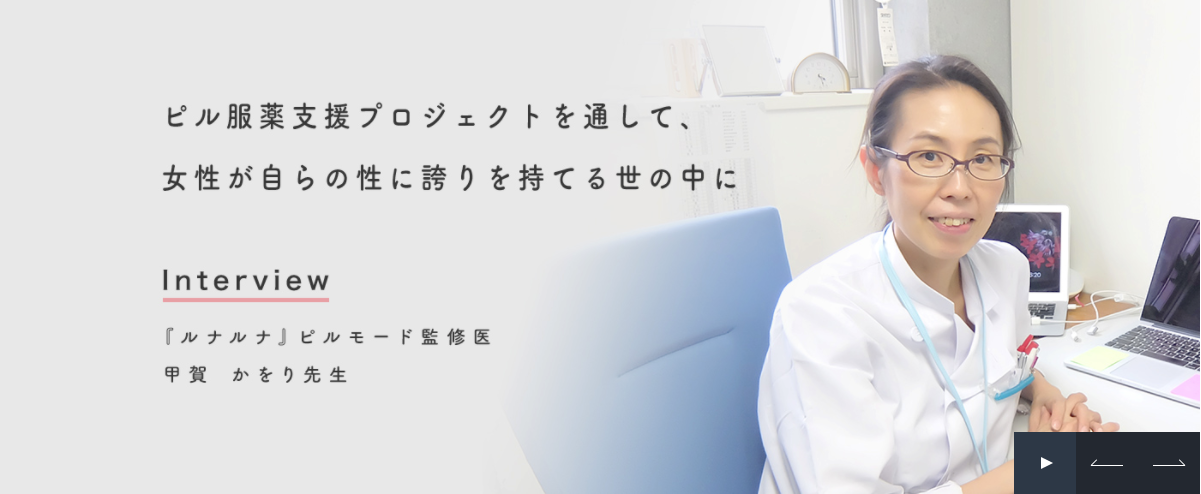 ピル服薬支援プロジェクトを通して、
女性が自らの性に誇りを持てる世の中に
Interview
『ルナルナ』ピルモード監修医
甲賀 かをり先生